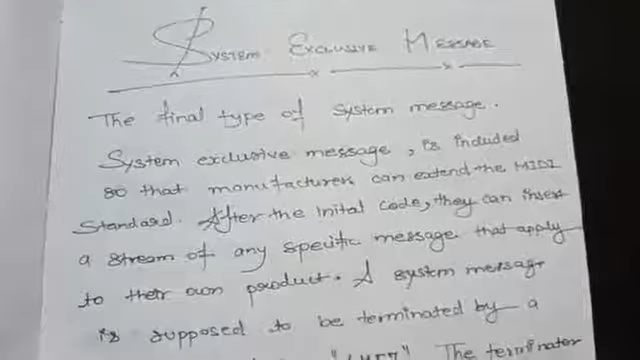 System Exclusive Message
The final type of system message.
System exclusive message, is included
so that manufacturers can extend the MIDI
Standard. After the inital code, they can insert
a stream of any specific message that apply
to their own product. A system messag
is supposed to be terminated by a
The terminater